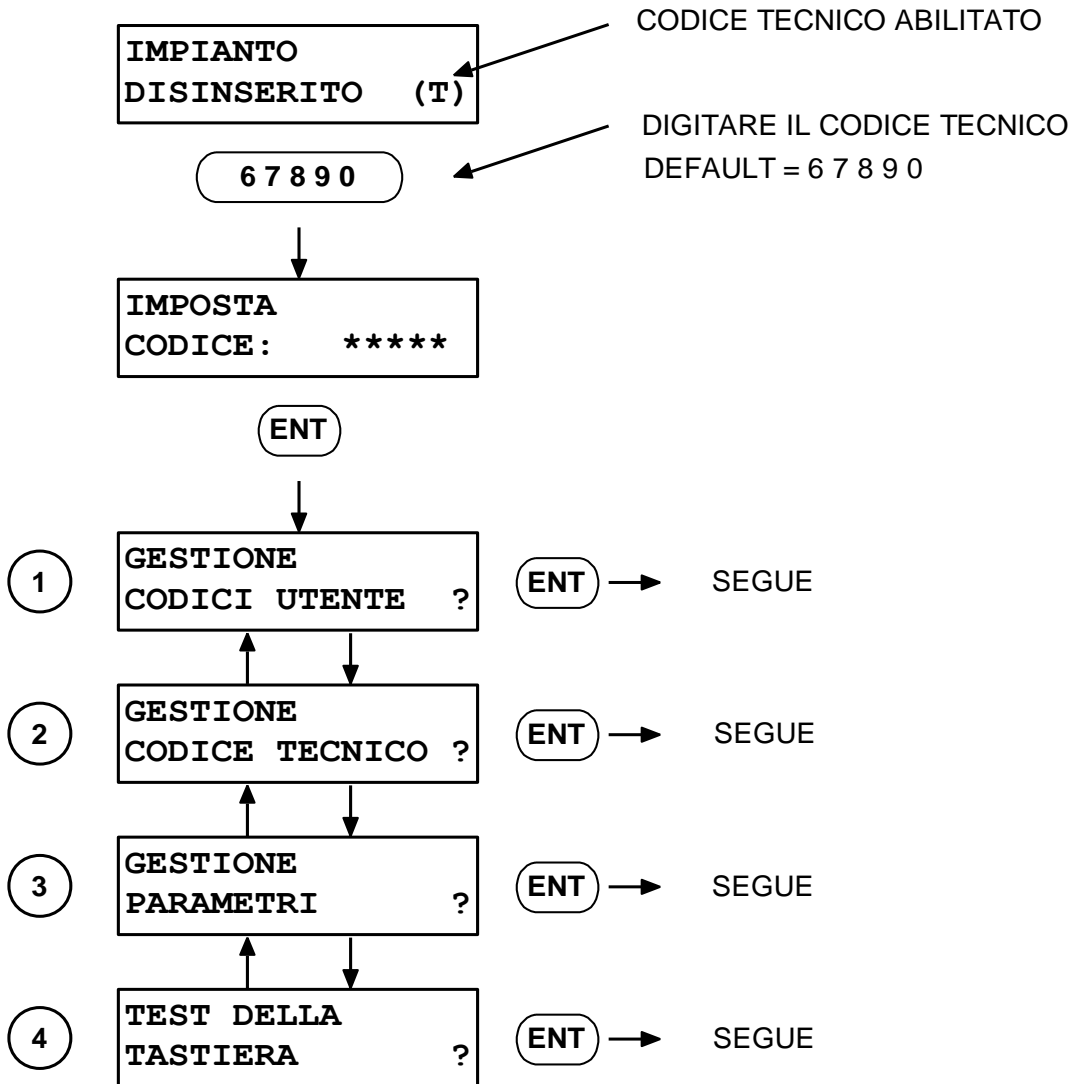 CODICE TECNICO ABILITATO
IMPIANTO
DISINSERITO (T)
DIGITARE IL CODICE TECNICO
DEFAULT = 6 7 8 9 0
6 7 8 9 0
IMPOSTA
CODICE: *****
ENT
1
GESTIONE
CODICI UTENTE ?
ENT
SEGUE
2
GESTIONE
CODICE TECNICO ?
ENT
SEGUE
3
GESTIONE
PARAMETRI ?
ENT
SEGUE
4
TEST DELLA
TASTIERA ?
ENT
SEGUE